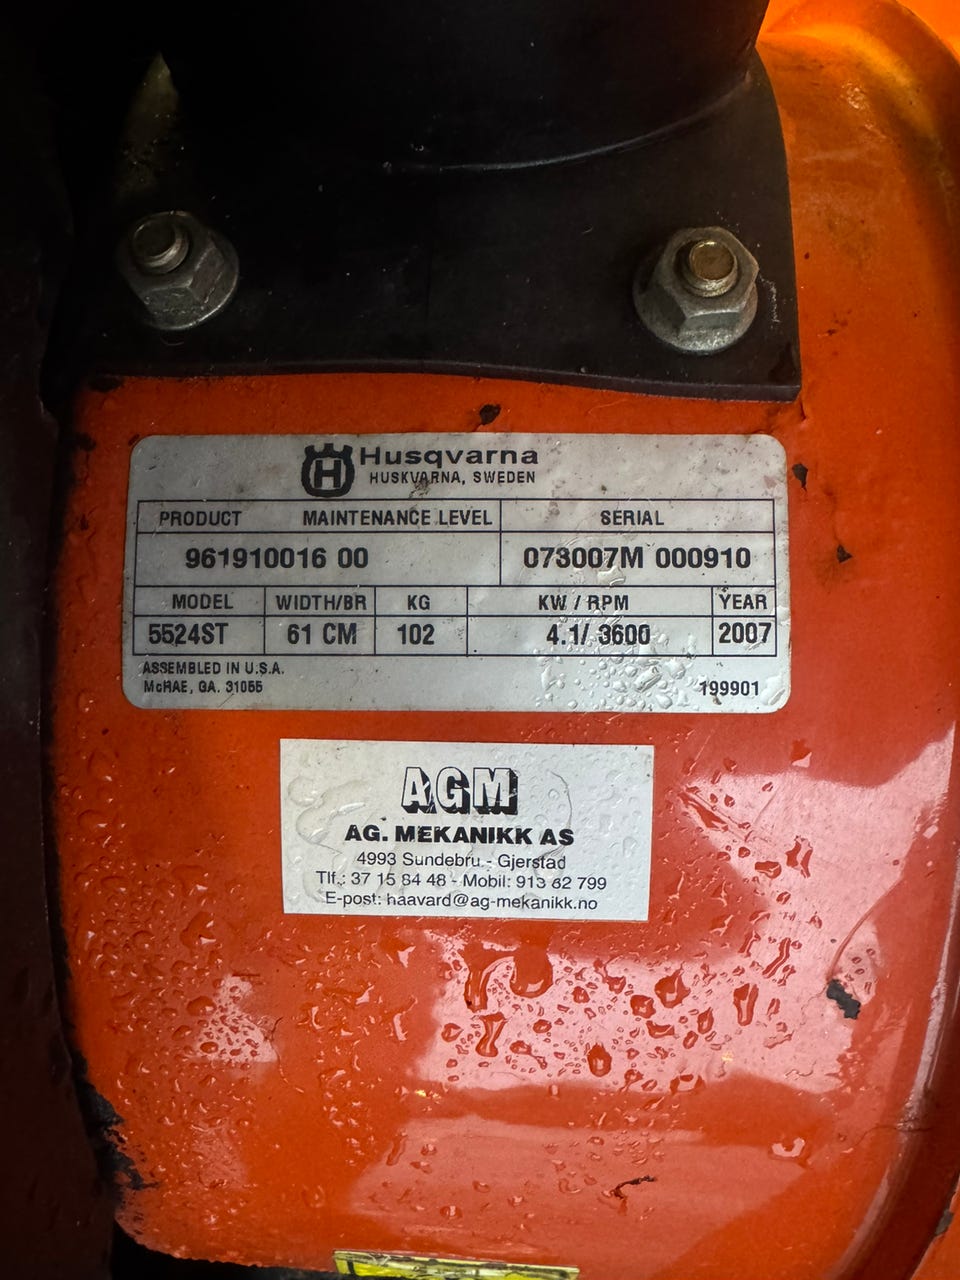 H Husqvarna
HUSKVARNA, SWEDEN
PRODUCT MAINTENANCE LEVEL SERIAL
961910016 00 073007M 000910
MODEL WIDTH/BR KG KW / RPM YEAR
5524ST 61 CM 102 4.1/ 3600 2007
ASSEMBLED IN U.S.A.
McRAE, GA. 31055 199901
AGM
AG. MEKANIKK AS
4993 Sundebru - Gjerstad
Tlf.: 37 15 84 48 - Mobil: 913 62 799
E-post: haavard@ag-mekanikk.no